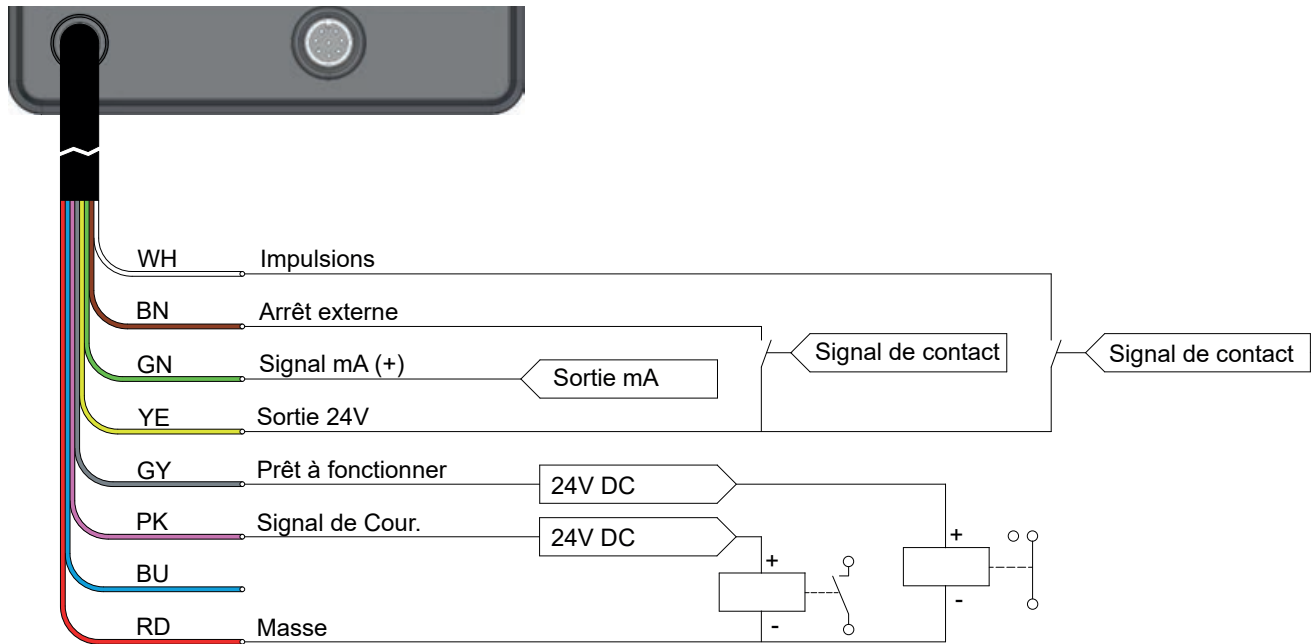 WH Impulsions
BN Arrêt externe
Signal de contact
Signal de contact
GN Signal mA (+)
Sortie mA
YE Sortie 24V
GY Prêt à fonctionner
24V DC
PK Signal de Cour.
24V DC
+
+
BU
-
-
RD Masse